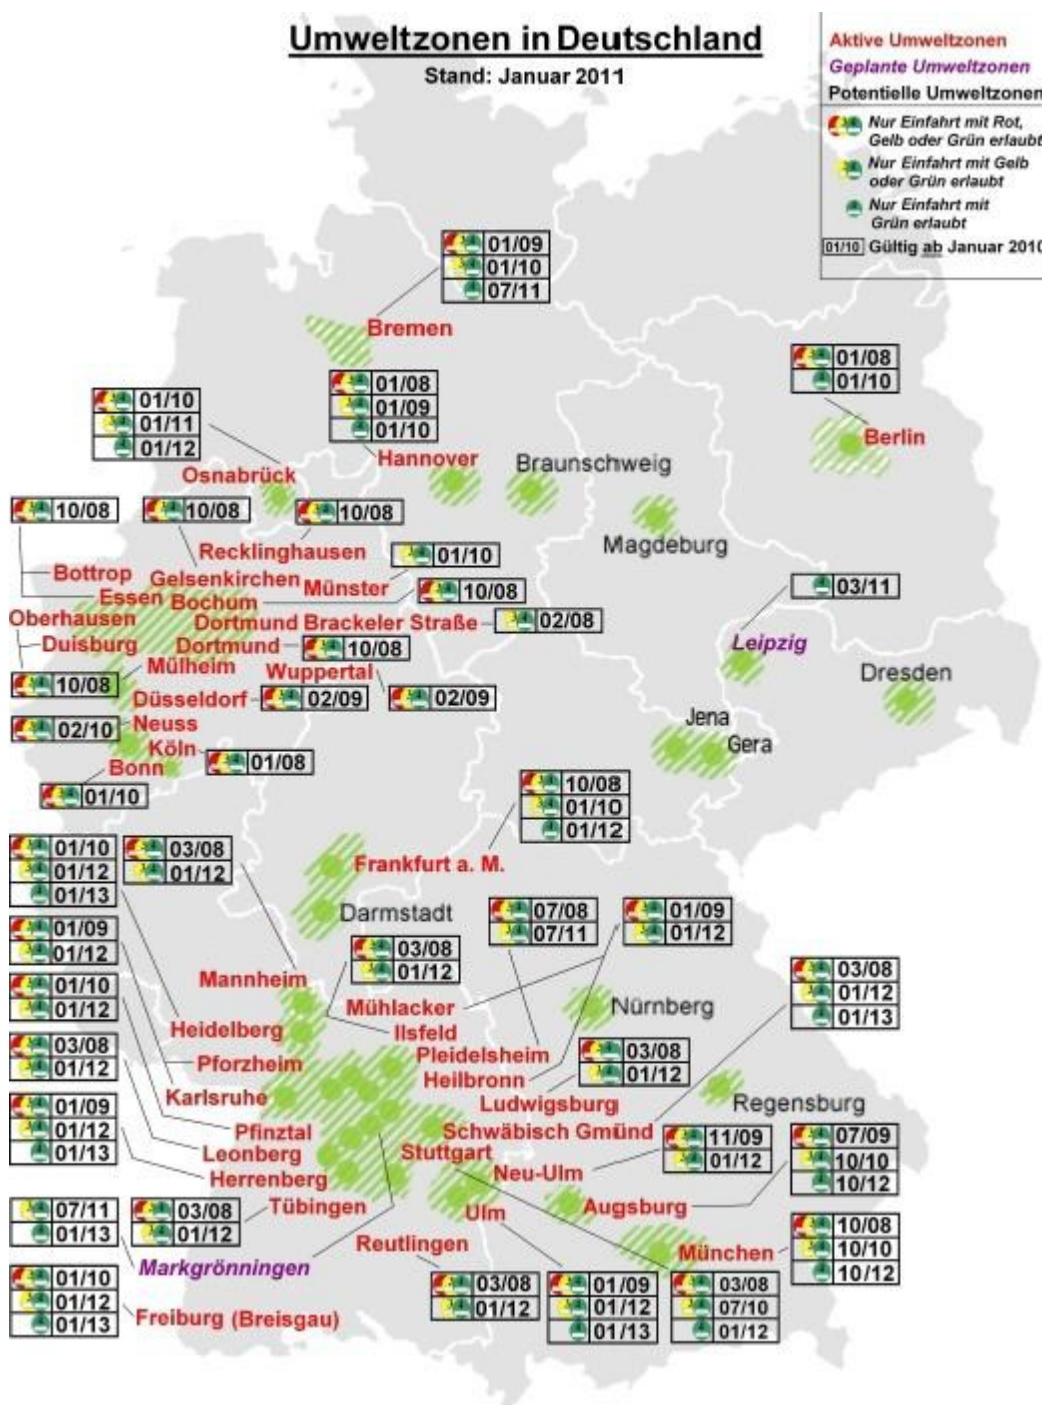 Umweltzonen in Deutschland
Stand: Januar 2011
Aktive Umweltzonen
Geplante Umweltzonen
Potentielle Umweltzonen
Nur Einfahrt mit Rot,
Gelb oder Grün erlaubt
Nur Einfahrt mit Gelb
oder Grün erlaubt
Nur Einfahrt mit
Grün erlaubt
01/10 Gültig ab Januar 2010
01/09
01/10
07/11
Bremen
01/08
01/10
Berlin
01/08
01/09
01/10
Hannover
01/10
01/11
01/12
Osnabrück
Braunschweig
Magdeburg
10/08
10/08
10/08
Recklinghausen
01/10
Bottrop
Gelsenkirchen
Münster
10/08
03/11
Essen
Bochum
Oberhausen
Dortmund Brackeler Straße
02/08
Duisburg
Dortmund
10/08
Leipzig
Mülheim
Wuppertal
Dresden
10/08
Düsseldorf
02/09
02/09
02/10
Neuss
Jena
Köln
Gera
01/08
Bonn
01/10
10/08
01/10
01/12
Frankfurt a. M.
01/10
01/12
01/13
03/08
01/12
Darmstadt
07/08
07/11
01/09
01/12
01/09
01/12
03/08
01/12
Mannheim
03/08
01/12
01/13
01/10
01/12
Mühlacker
Nürnberg
Heidelberg
Ilsfeld
03/08
01/12
Pleidelsheim
03/08
01/12
Pforzheim
Heilbronn
Karlsruhe
Ludwigsburg
Regensburg
01/09
01/12
01/13
Pfinztal
Schwäbisch Gmünd
11/09
01/12
07/09
10/10
10/12
Leonberg
Stuttgart
Herrenberg
Neu-Ulm
Tübingen
Ulm
Augsburg
07/11
01/13
03/08
01/12
Reutlingen
München
10/08
10/10
10/12
Markgrönningen
01/10
01/12
01/13
Freiburg (Breisgau)
03/08
01/12
01/09
01/12
01/13
03/08
07/10
01/12